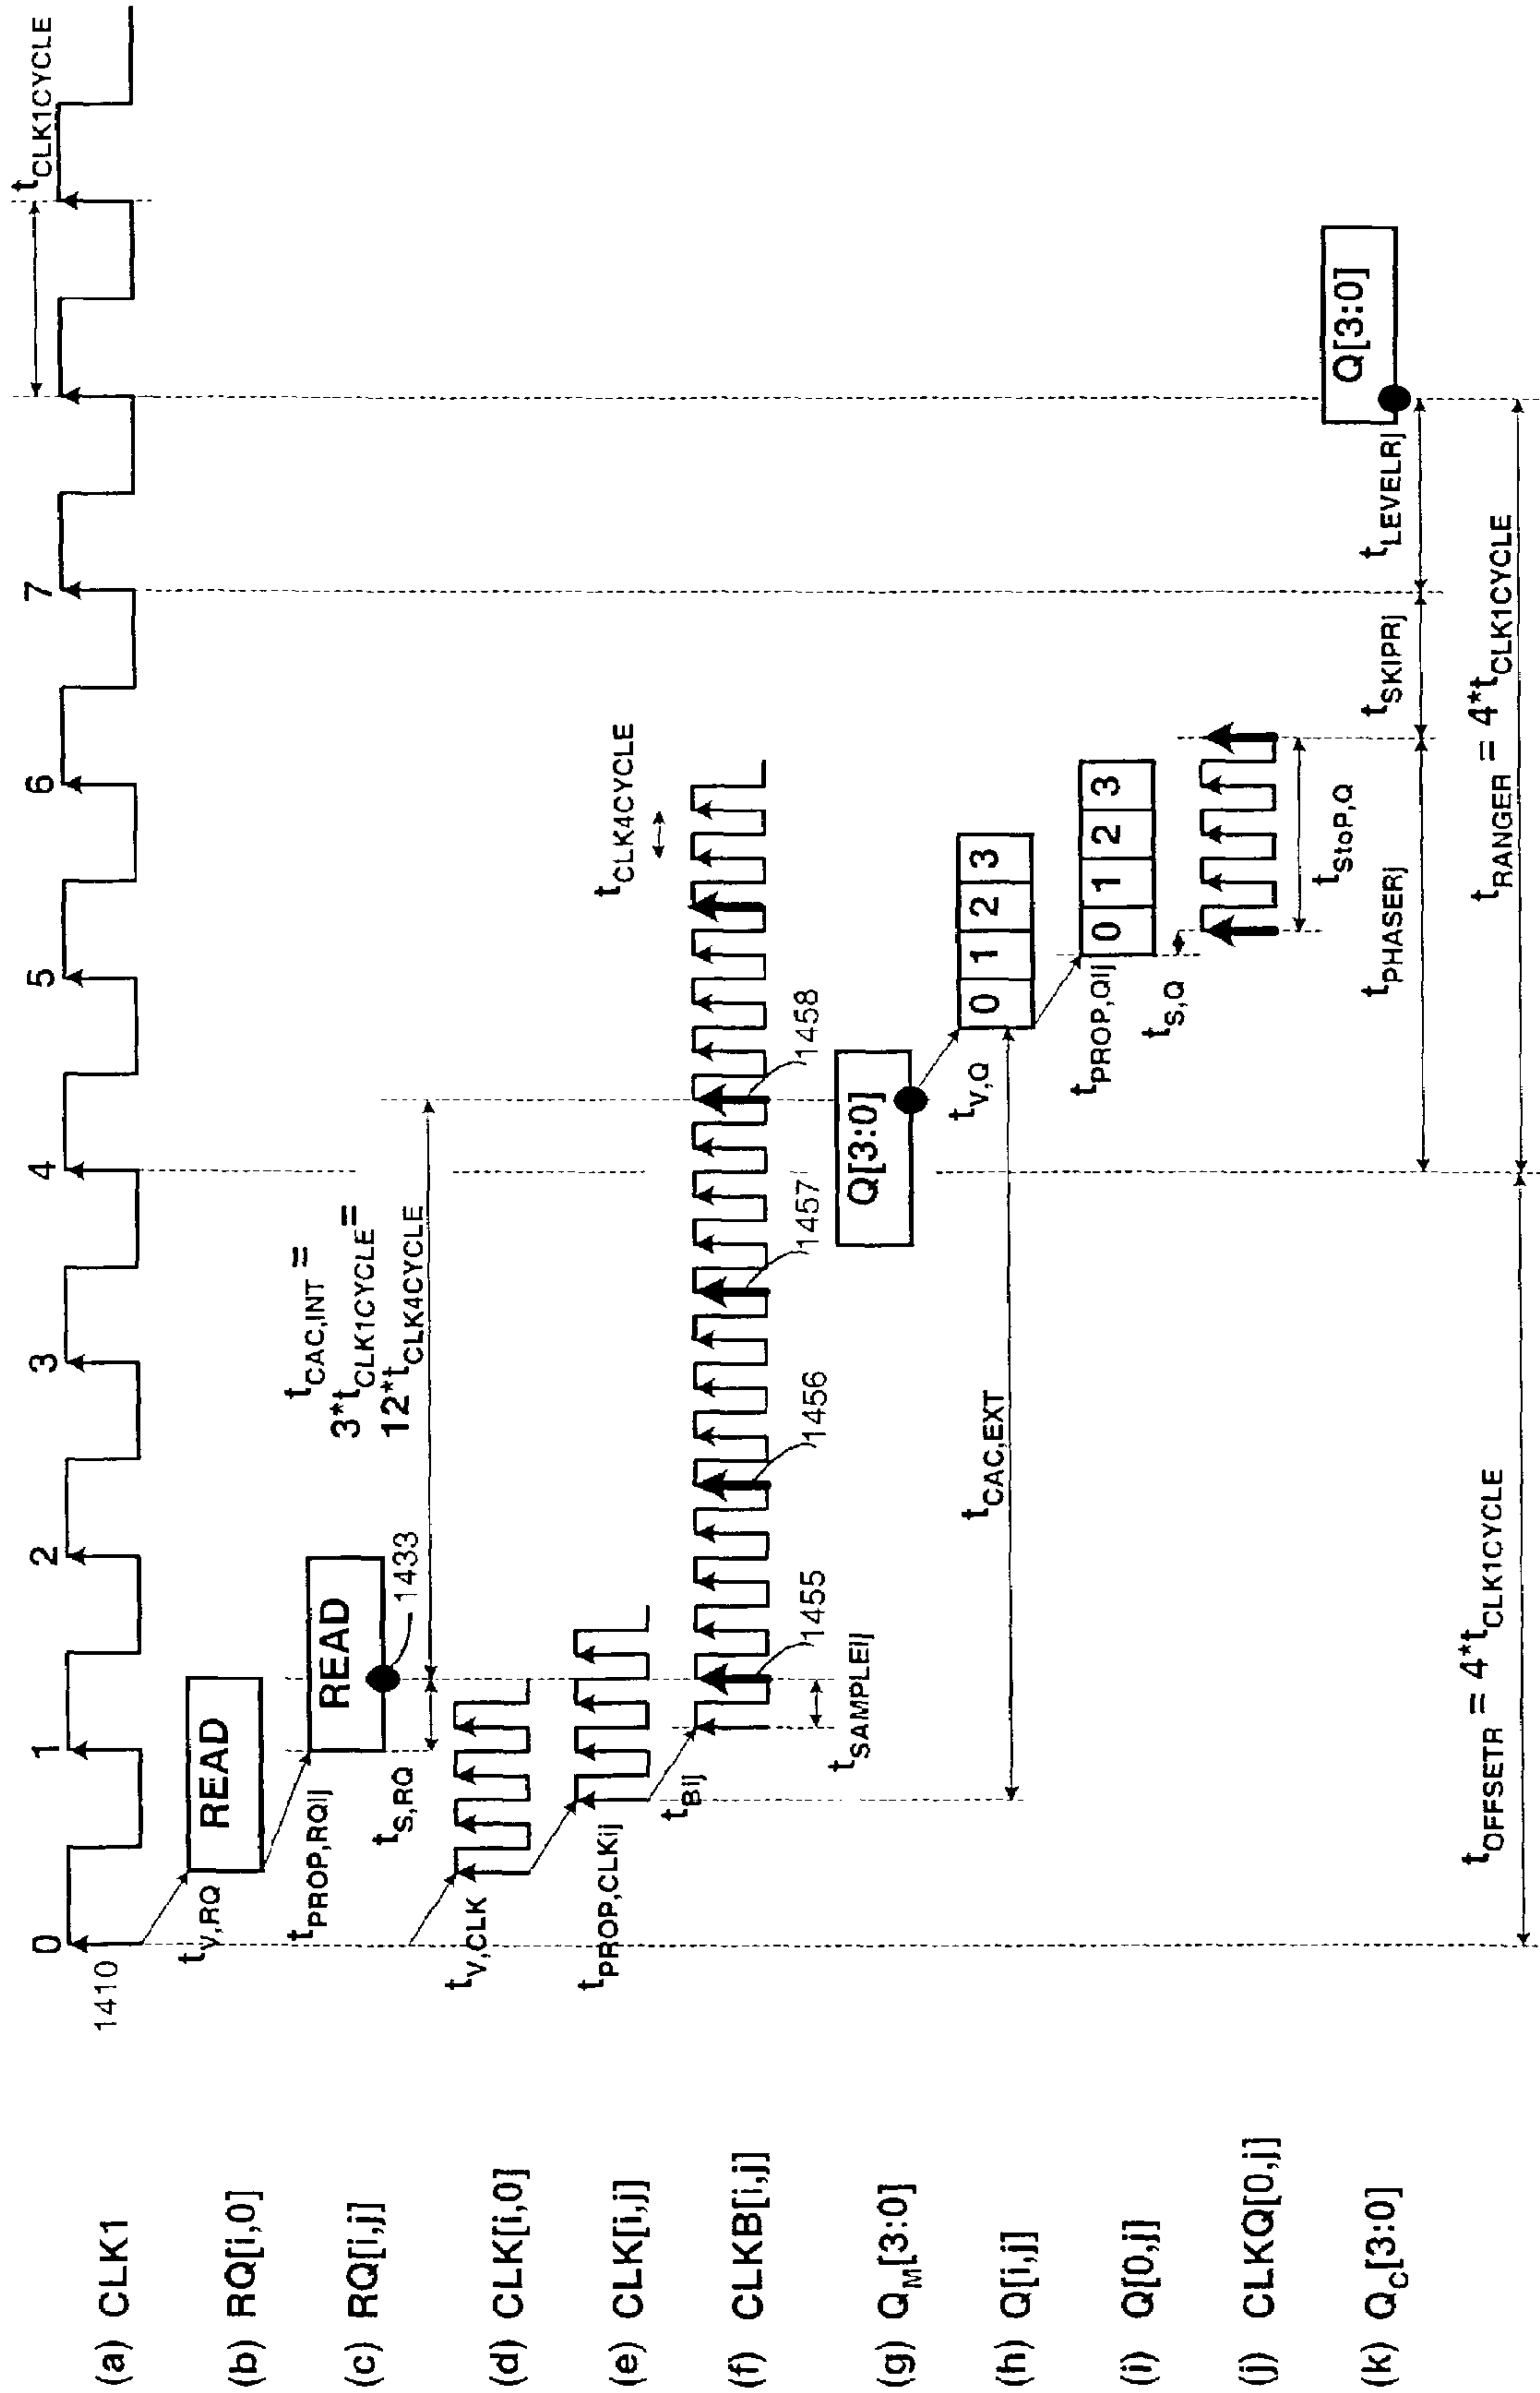 1410
0
1
2
3
4
5
6
7
tCLK1CYCLE
(a) CLK1
(b) RQ[i,0]
tV,RQ
READ
(c) RQ[i,j]
tPROP,RQij
READ
1433
tS,RQ
tCAC,INT =
3*tCLK1CYCLE=
12*tCLK4CYCLE
(d) CLK[i,0]
tV,CLK
(e) CLK[i,j]
tPROP,CLKij
tCLK4CYCLE
(f) CLKB[i,j]
tBij
1455
1456
1457
1458
tSAMPLEij
(g) QM[3:0]
Q[3:0]
(h) Q[i,j]
tCAC,EXT
tV,Q
0 1 2 3
(i) Q[0,j]
tPROP,Qij
0 1 2 3
tS,Q
(j) CLKQ[0,j]
tStoP,Q
(k) QC[3:0]
Q[3:0]
tPHASERj
tSKIPRj
tLEVELRj
tOFFSETR = 4*tCLK1CYCLE
tRANGER = 4*tCLK1CYCLE